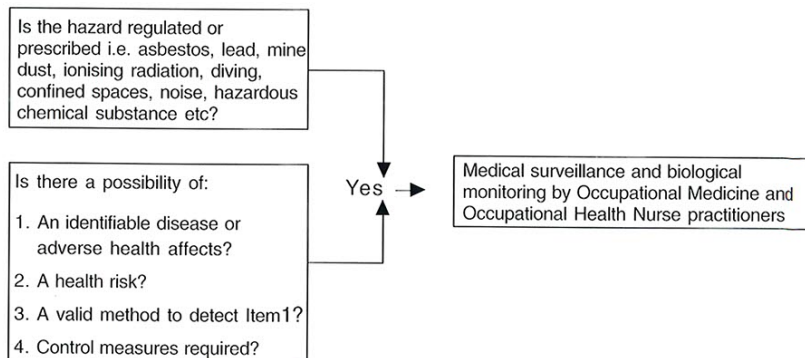 Is the hazard regulated or
prescribed i.e. asbestos, lead, mine
dust, ionising radiation, diving,
confined spaces, noise, hazardous
chemical substance etc?
Is there a possibility of:
1. An identifiable disease or
adverse health affects?
2. A health risk?
3. A valid method to detect Item1?
4. Control measures required?
Yes
Medical surveillance and biological
monitoring by Occupational Medicine and
Occupational Health Nurse practitioners